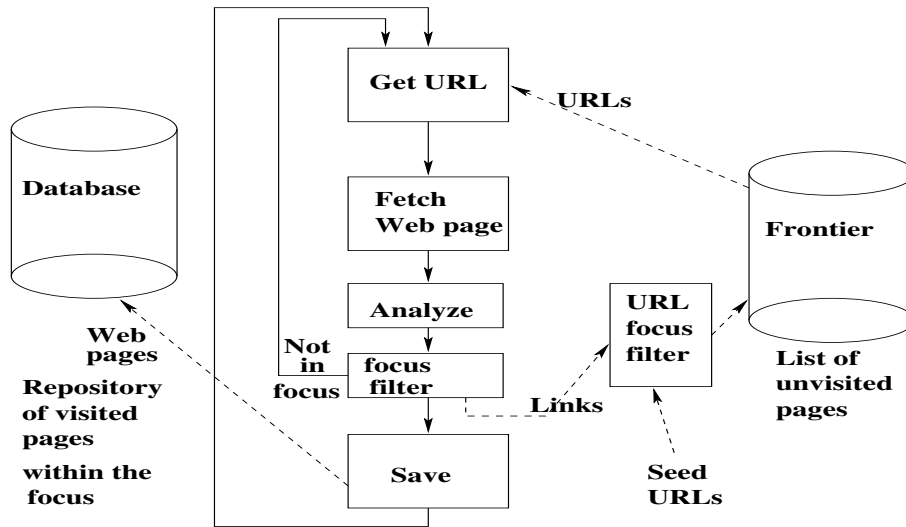 Get URL
URLs
Database
Fetch
Web page
Frontier
Analyze
URL
focus
filter
Web
pages
Not
in
focus
focus
filter
List of
unvisited
pages
Repository
of visited
pages
within the
focus
Links
Save
Seed
URLs